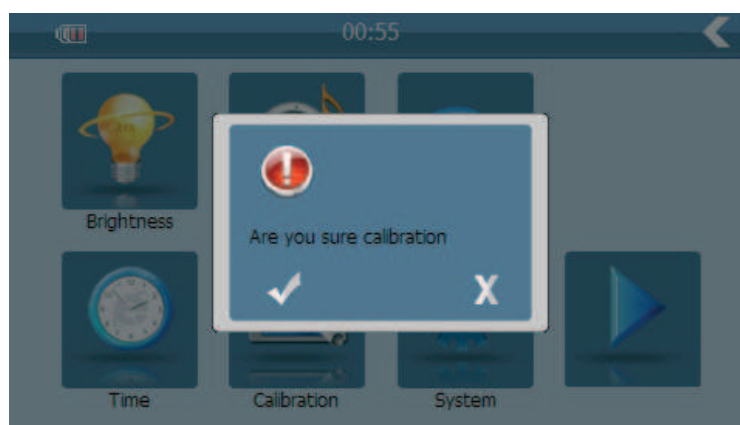 00:55
Brightness
Are you sure calibration
X
Time
Calibration
System